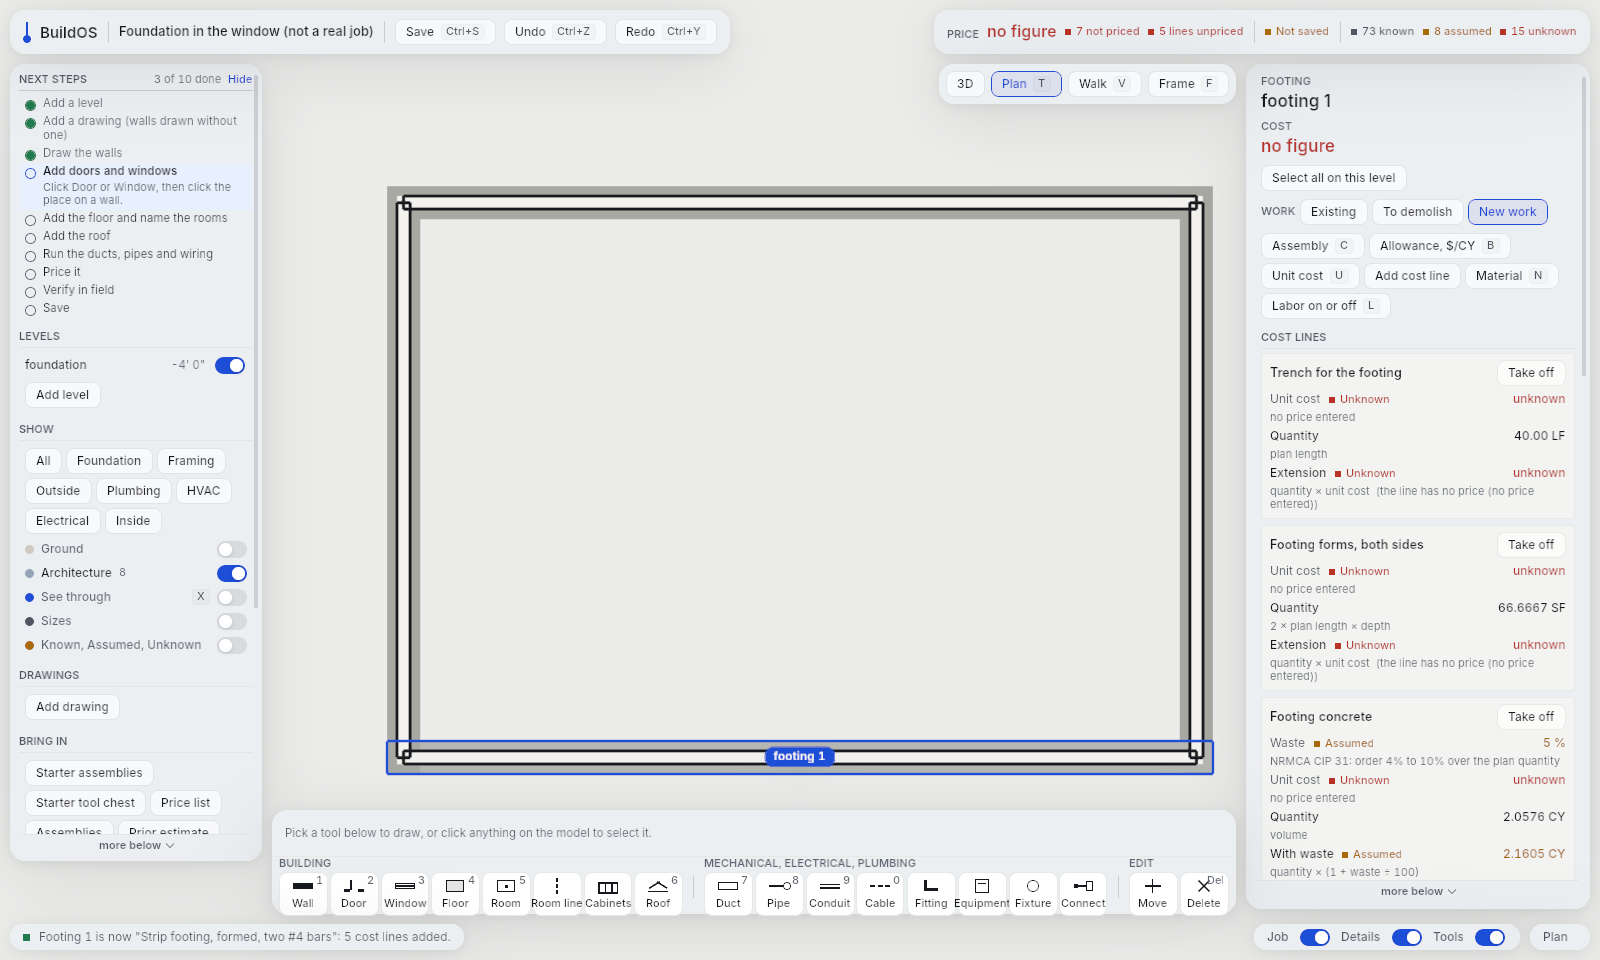 BuildOS
Foundation in the window (not a real job)
Save Ctrl+S
Undo Ctrl+Z
Redo Ctrl+Y
PRICE no figure 7 not priced 5 lines unpriced Not saved 73 known 8 assumed 15 unknown
3D
Plan T
Walk V
Frame F
NEXT STEPS 3 of 10 done Hide
Add a level
Add a drawing (walls drawn without
one)
Draw the walls
Add doors and windows
Click Door or Window, then click the
place on a wall.
Add the floor and name the rooms
Add the roof
Run the ducts, pipes and wiring
Price it
Verify in field
Save
LEVELS
foundation -4' 0"
Add level
SHOW
All Foundation Framing
Outside Plumbing HVAC
Electrical Inside
Ground
Architecture 8
See through X
Sizes
Known, Assumed, Unknown
DRAWINGS
Add drawing
BRING IN
Starter assemblies
Starter tool chest Price list
Assemblies Prior estimate
more below
footing 1
Pick a tool below to draw, or click anything on the model to select it.
BUILDING
1 Wall
2 Door
3 Window
4 Floor
5 Room
Room line
Cabinets
6 Roof
MECHANICAL, ELECTRICAL, PLUMBING
7 Duct
8 Pipe
9 Conduit
0 Cable
Fitting
Equipment
Fixture
Connect
EDIT
Move
Del Delete
FOOTING
footing 1
COST
no figure
Select all on this level
WORK Existing To demolish New work
Assembly C Allowance, $/CY B
Unit cost U Add cost line Material N
Labor on or off L
COST LINES
Trench for the footing Take off
Unit cost Unknown unknown
no price entered
Quantity 40.00 LF
plan length
Extension Unknown unknown
quantity × unit cost (the line has no price (no price
entered))
Footing forms, both sides Take off
Unit cost Unknown unknown
no price entered
Quantity 66.6667 SF
2 × plan length × depth
Extension Unknown unknown
quantity × unit cost (the line has no price (no price
entered))
Footing concrete Take off
Waste Assumed 5 %
NRMCA CIP 31: order 4% to 10% over the plan quantity
Unit cost Unknown unknown
no price entered
Quantity 2.0576 CY
volume
With waste Assumed 2.1605 CY
quantity × (1 + waste ÷ 100)
more below
Footing 1 is now "Strip footing, formed, two #4 bars": 5 cost lines added.
Job Details Tools Plan